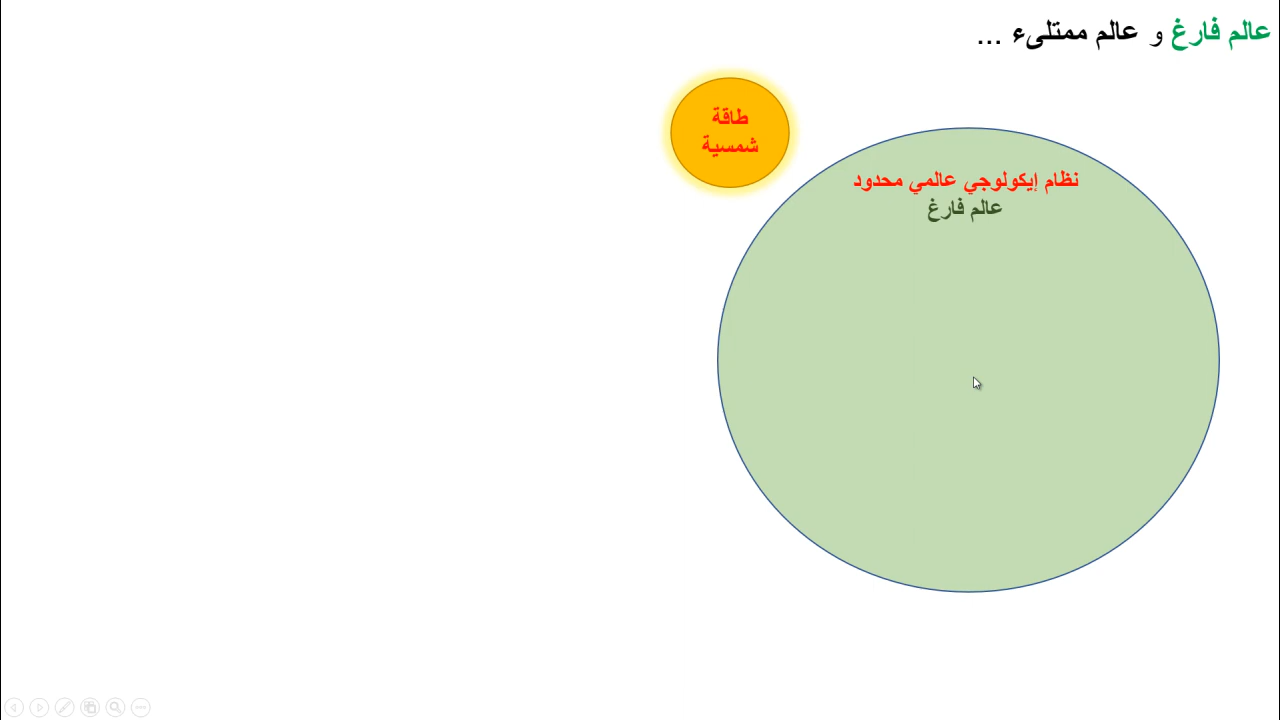 عالم فارغ و عالم ممتلىء ...
طاقة
شمسية
نظام إيكولوجي عالمي محدود
عالم فارغ